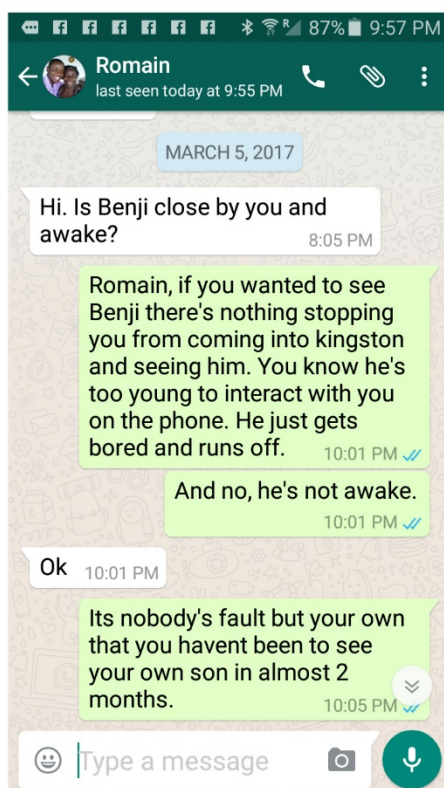 87% 9:57 PM
Romain
last seen today at 9:55 PM
MARCH 5, 2017
Hi. Is Benji close by you and
awake?
8:05 PM
Romain, if you wanted to see
Benji there's nothing stopping
you from coming into kingston
and seeing him. You know he's
too young to interact with you
on the phone. He just gets
bored and runs off.
10:01 PM
And no, he's not awake.
10:01 PM
Ok 10:01 PM
Its nobody's fault but your own
that you havent been to see
your own son in almost 2
months.
10:05 PM
Type a message